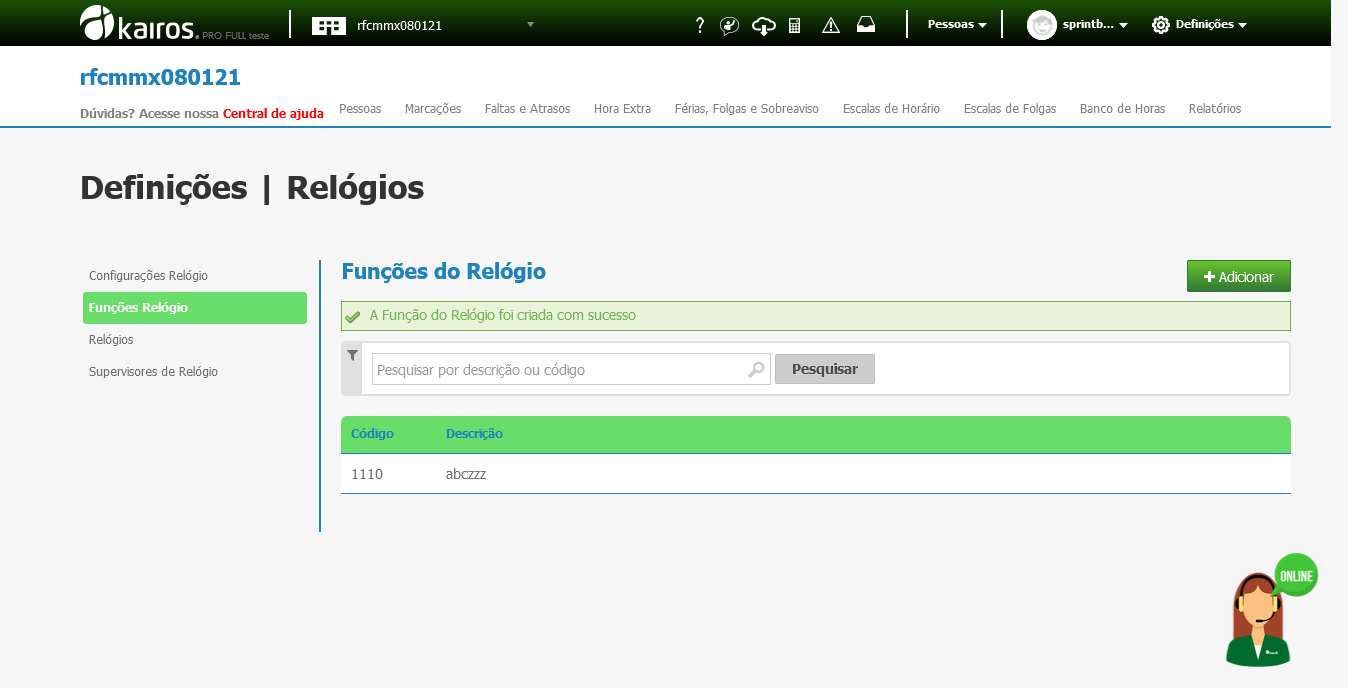 kairos. PRO FULL teste
rfcmmx080121
?
Pessoas
sprintb...
Definições
rfcmmx080121
Dúvidas? Acesse nossa Central de ajuda
Pessoas Marcações Faltas e Atrasos Hora Extra Férias, Folgas e Sobreaviso Escalas de Horário Escalas de Folgas Banco de Horas Relatórios
Definições | Relógios
Configurações Relógio
Funções Relógio
Relógios
Supervisores de Relógio
Funções do Relógio
+ Adicionar
A Função do Relógio foi criada com sucesso
Pesquisar por descrição ou código
Pesquisar
Código Descrição
1110 abczzz
ONLINE